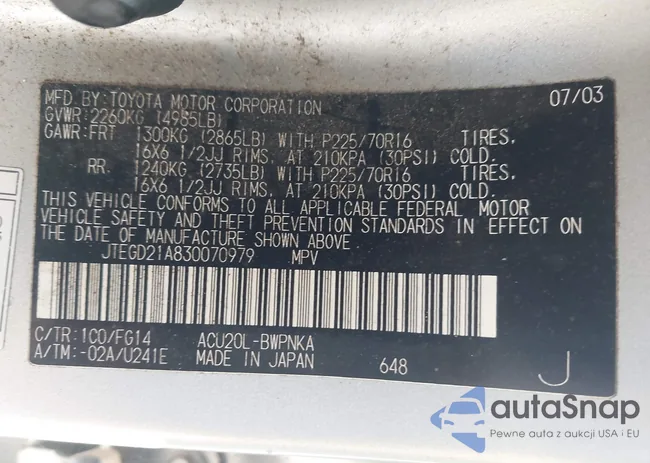 MFD. BY: TOYOTA MOTOR CORPORATION 07/03
GVWR: 2260KG (4985LB)
GAWR: FRT 1300KG (2865LB) WITH P225/70R16 TIRES,
16X6 1/2JJ RIMS, AT 210KPA (30PSI) COLD.
RR 1240KG (2735LB) WITH P225/70R16 TIRES,
16X6 1/2JJ RIMS, AT 210KPA (30PSI) COLD.
THIS VEHICLE CONFORMS TO ALL APPLICABLE FEDERAL MOTOR
VEHICLE SAFETY AND THEFT PREVENTION STANDARDS IN EFFECT ON
THE DATE OF MANUFACTURE SHOWN ABOVE.
JTEGD21A830070979 MPV
C/TR: 1C0/FG14 ACU20L-BWPNKA
A/TM: -02A/U241E MADE IN JAPAN 648 J
autaSnap
Pewne auta z aukcji USA i EU